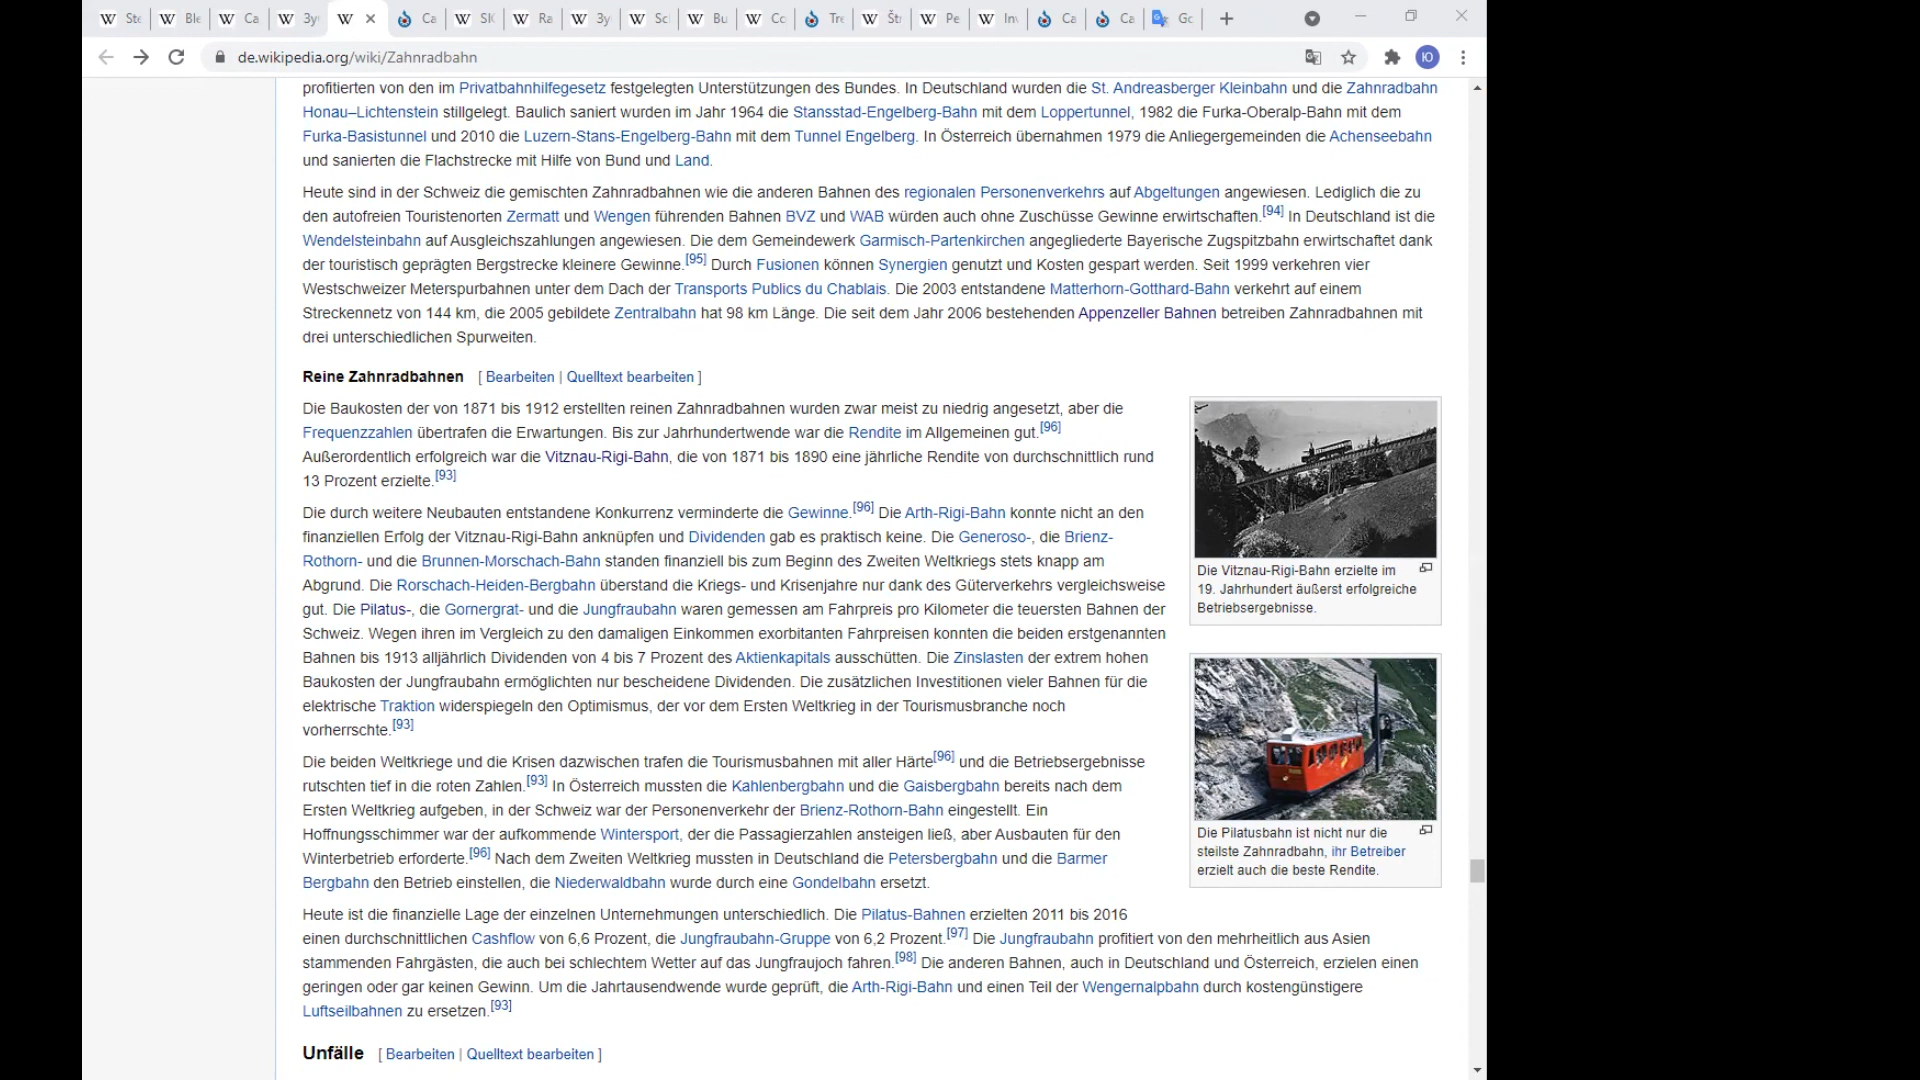 W Ste W Ble W Ca W Зу W Ca W SIC W Ra W Зу W Sc W Bu W Co Tre W Štr W Pe W Inv Ca Ca Go
de.wikipedia.org/wiki/Zahnradbahn
Ю
profitierten von den im Privatbahnhilfegesetz festgelegten Unterstützungen des Bundes. In Deutschland wurden die St. Andreasberger Kleinbahn und die Zahnradbahn
Honau–Lichtenstein stillgelegt. Baulich saniert wurden im Jahr 1964 die Stansstad-Engelberg-Bahn mit dem Loppertunnel, 1982 die Furka-Oberalp-Bahn mit dem
Furka-Basistunnel und 2010 die Luzern-Stans-Engelberg-Bahn mit dem Tunnel Engelberg. In Österreich übernahmen 1979 die Anliegergemeinden die Achenseebahn
und sanierten die Flachstrecke mit Hilfe von Bund und Land.
Heute sind in der Schweiz die gemischten Zahnradbahnen wie die anderen Bahnen des regionalen Personenverkehrs auf Abgeltungen angewiesen. Lediglich die zu
den autofreien Touristenorten Zermatt und Wengen führenden Bahnen BVZ und WAB würden auch ohne Zuschüsse Gewinne erwirtschaften.[94] In Deutschland ist die
Wendelsteinbahn auf Ausgleichszahlungen angewiesen. Die dem Gemeindewerk Garmisch-Partenkirchen angegliederte Bayerische Zugspitzbahn erwirtschaftet dank
der touristisch geprägten Bergstrecke kleinere Gewinne.[95] Durch Fusionen können Synergien genutzt und Kosten gespart werden. Seit 1999 verkehren vier
Westschweizer Meterspurbahnen unter dem Dach der Transports Publics du Chablais. Die 2003 entstandene Matterhorn-Gotthard-Bahn verkehrt auf einem
Streckennetz von 144 km, die 2005 gebildete Zentralbahn hat 98 km Länge. Die seit dem Jahr 2006 bestehenden Appenzeller Bahnen betreiben Zahnradbahnen mit
drei unterschiedlichen Spurweiten.
Reine Zahnradbahnen [ Bearbeiten | Quelltext bearbeiten ]
Die Baukosten der von 1871 bis 1912 erstellten reinen Zahnradbahnen wurden zwar meist zu niedrig angesetzt, aber die
Frequenzzahlen übertrafen die Erwartungen. Bis zur Jahrhundertwende war die Rendite im Allgemeinen gut.[96]
Außerordentlich erfolgreich war die Vitznau-Rigi-Bahn, die von 1871 bis 1890 eine jährliche Rendite von durchschnittlich rund
13 Prozent erzielte.[93]
Die durch weitere Neubauten entstandene Konkurrenz verminderte die Gewinne.[96] Die Arth-Rigi-Bahn konnte nicht an den
finanziellen Erfolg der Vitznau-Rigi-Bahn anknüpfen und Dividenden gab es praktisch keine. Die Generoso-, die Brienz-
Rothorn- und die Brunnen-Morschach-Bahn standen finanziell bis zum Beginn des Zweiten Weltkriegs stets knapp am
Abgrund. Die Rorschach-Heiden-Bergbahn überstand die Kriegs- und Krisenjahre nur dank des Güterverkehrs vergleichsweise
gut. Die Pilatus-, die Gornergrat- und die Jungfraubahn waren gemessen am Fahrpreis pro Kilometer die teuersten Bahnen der
Schweiz. Wegen ihren im Vergleich zu den damaligen Einkommen exorbitanten Fahrpreisen konnten die beiden erstgenannten
Bahnen bis 1913 alljährlich Dividenden von 4 bis 7 Prozent des Aktienkapitals ausschütten. Die Zinslasten der extrem hohen
Baukosten der Jungfraubahn ermöglichten nur bescheidene Dividenden. Die zusätzlichen Investitionen vieler Bahnen für die
elektrische Traktion widerspiegeln den Optimismus, der vor dem Ersten Weltkrieg in der Tourismusbranche noch
vorherrschte.[93]
Die beiden Weltkriege und die Krisen dazwischen trafen die Tourismusbahnen mit aller Härte[96] und die Betriebsergebnisse
rutschten tief in die roten Zahlen.[93] In Österreich mussten die Kahlenbergbahn und die Gaisbergbahn bereits nach dem
Ersten Weltkrieg aufgeben, in der Schweiz war der Personenverkehr der Brienz-Rothorn-Bahn eingestellt. Ein
Hoffnungsschimmer war der aufkommende Wintersport, der die Passagierzahlen ansteigen ließ, aber Ausbauten für den
Winterbetrieb erforderte.[96] Nach dem Zweiten Weltkrieg mussten in Deutschland die Petersbergbahn und die Barmer
Bergbahn den Betrieb einstellen, die Niederwaldbahn wurde durch eine Gondelbahn ersetzt.
Heute ist die finanzielle Lage der einzelnen Unternehmungen unterschiedlich. Die Pilatus-Bahnen erzielten 2011 bis 2016
einen durchschnittlichen Cashflow von 6,6 Prozent, die Jungfraubahn-Gruppe von 6,2 Prozent.[97] Die Jungfraubahn profitiert von den mehrheitlich aus Asien
stammenden Fahrgästen, die auch bei schlechtem Wetter auf das Jungfraujoch fahren.[98] Die anderen Bahnen, auch in Deutschland und Österreich, erzielen einen
geringen oder gar keinen Gewinn. Um die Jahrtausendwende wurde geprüft, die Arth-Rigi-Bahn und einen Teil der Wengernalpbahn durch kostengünstigere
Luftseilbahnen zu ersetzen.[93]
Die Vitznau-Rigi-Bahn erzielte im
19. Jahrhundert äußerst erfolgreiche
Betriebsergebnisse.
Die Pilatusbahn ist nicht nur die
steilste Zahnradbahn, ihr Betreiber
erzielt auch die beste Rendite.
Unfälle [ Bearbeiten | Quelltext bearbeiten ]